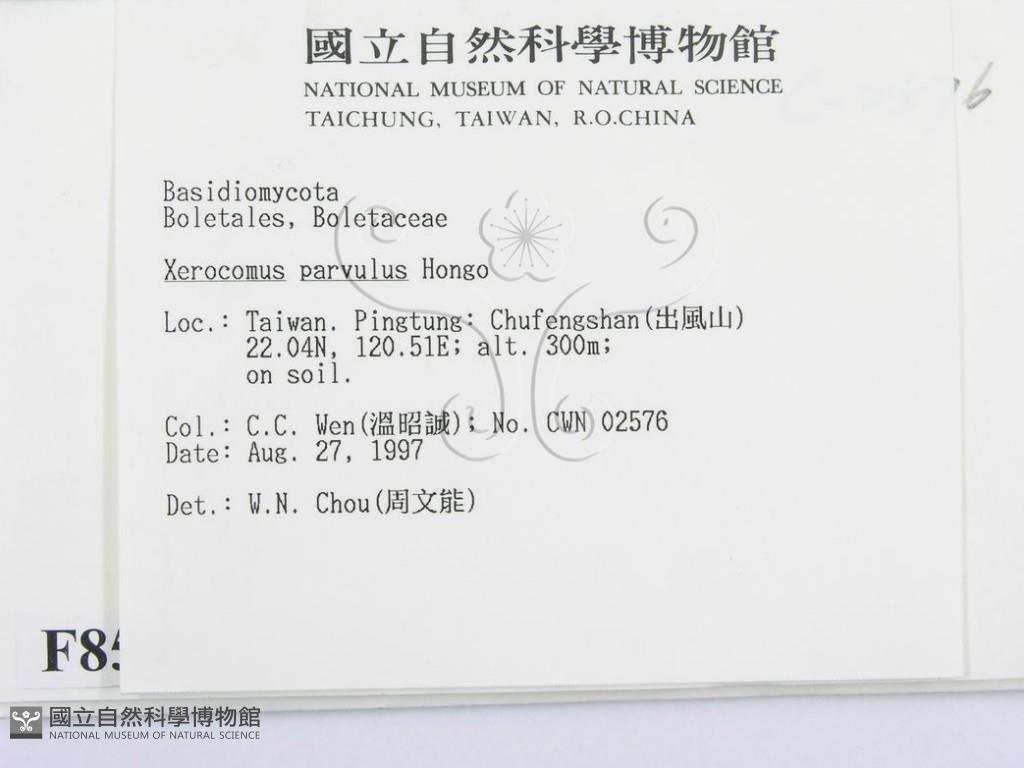 國立自然科學博物館
NATIONAL MUSEUM OF NATURAL SCIENCE
TAICHUNG, TAIWAN, R.O.CHINA
Basidiomycota
Boletales, Boletaceae
Xerocomus parvulus Hongo
Loc.: Taiwan. Pingtung: Chufengshan(出風山)
22.04N, 120.51E; alt. 300m;
on soil.
Col.: C.C. Wen(溫昭誠); No. CWN 02576
Date: Aug. 27, 1997
Det.: W.N. Chou(周文能)
F85
國立自然科學博物館
NATIONAL MUSEUM OF NATURAL SCIENCE